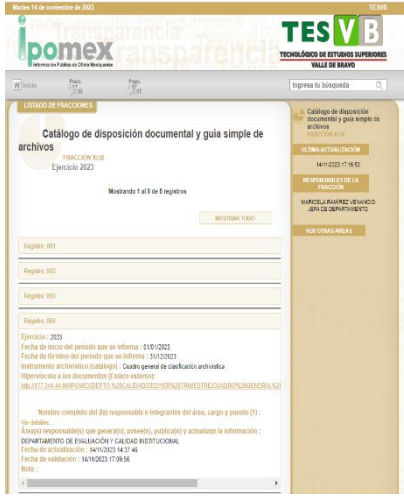 Martes 14 de noviembre de 2023
TESVB
ipomex
Información Pública de Oficio Mexiquense
TESVB
TECNOLÓGICO DE ESTUDIOS SUPERIORES
VALLE DE BRAVO
Inicio
Ingresa tu búsqueda
LISTADO DE FRACCIONES
Catálogo de disposición documental y guía simple de
archivos
FRACCIÓN XLIX
Ejercicio 2023
Mostrando 1 al 8 de 8 registros
MOSTRAR TODO
Registro: 001
Registro: 002
Registro: 003
Registro: 004
Ejercicio : 2023
Fecha de inicio del periodo que se informa : 01/01/2023
Fecha de término del periodo que se informa : 31/12/2023
Instrumento archivístico (catálogo) : Cuadro general de clasificación archivística
Hipervínculo a los documentos (Enlace externo):
Nombre completo del (la) responsable e integrantes del área, cargo y puesto (1) :
Ver detalles...
Área(s) responsable(s) que genera(n), posee(n), publica(n) y actualizan la información :
DEPARTAMENTO DE EVALUACIÓN Y CALIDAD INSTITUCIONAL
Fecha de actualización : 14/11/2023 14:37:46
Fecha de validación : 14/11/2023 17:09:56
Nota :
Catálogo de disposición
documental y guía simple de
archivos
FRACCIÓN XLIX
ULTIMA ACTUALIZACIÓN
14-11-2023 17:16:50
RESPONSABLES DE LA
FRACCIÓN
MARICELA RAMÍREZ VENANCIO
JEFA DE DEPARTAMENTO
VER OTRAS AREAS